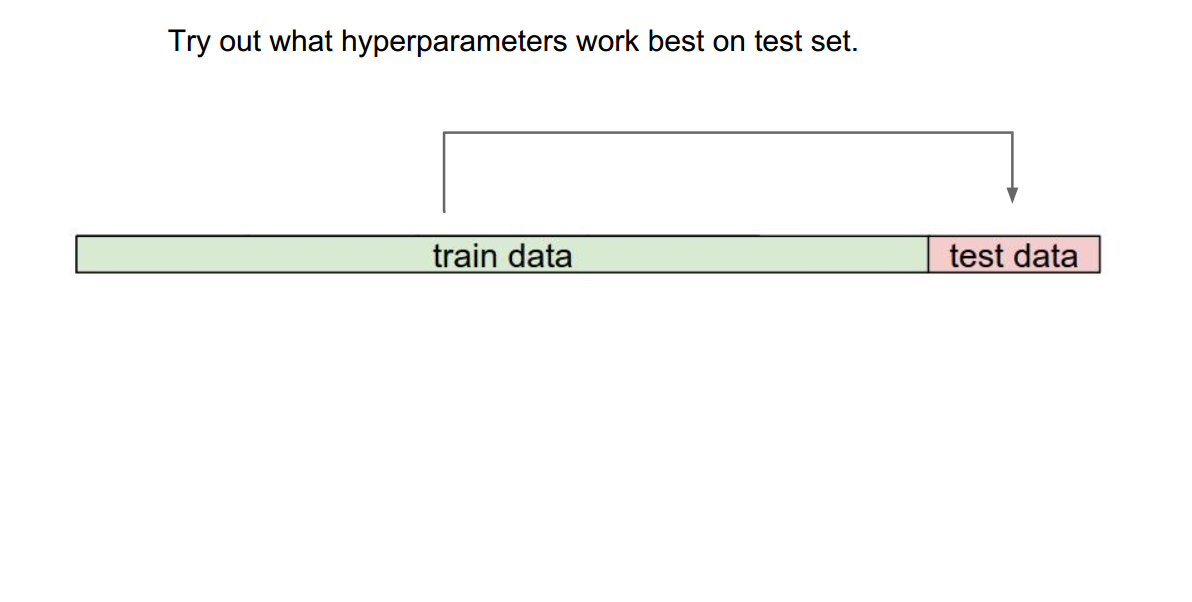 Try out what hyperparameters work best on test set.
train data
test data